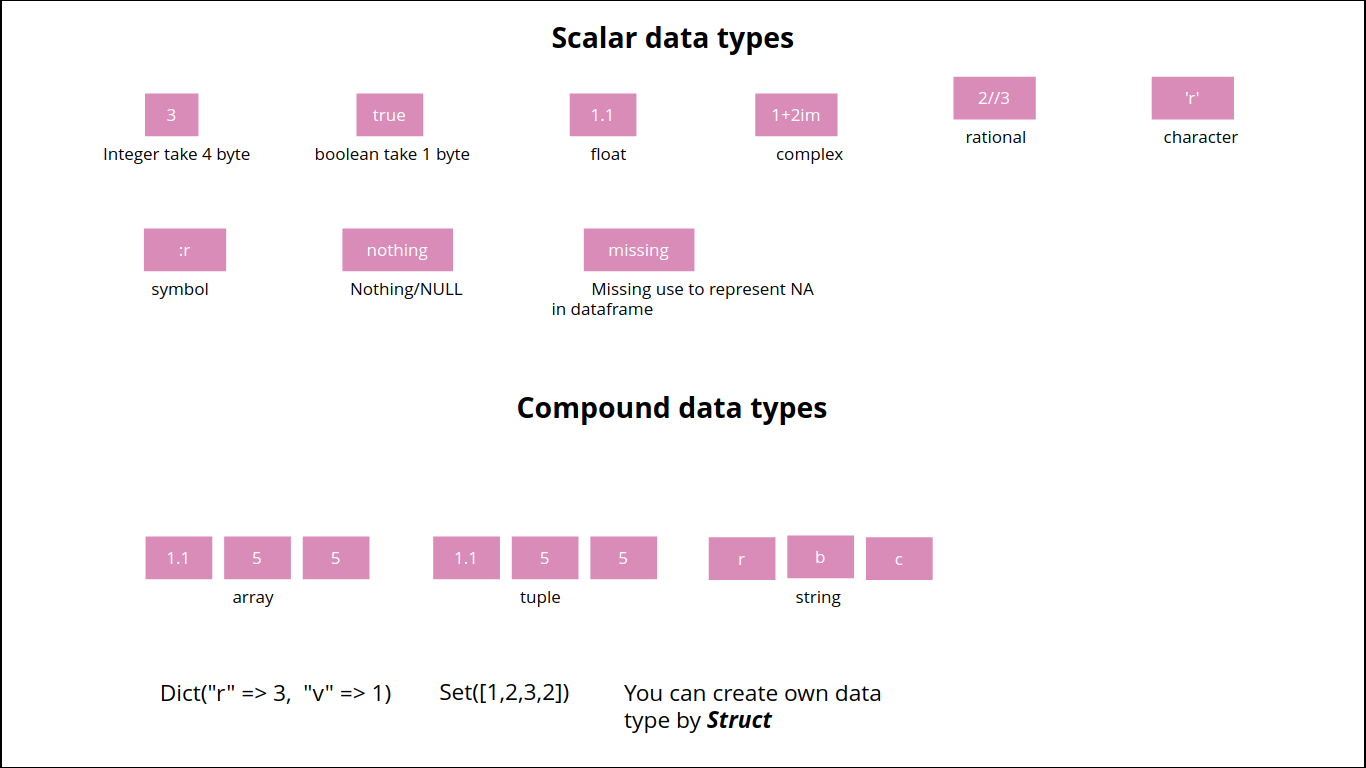 Scalar data types
3
true
1.1
1+2im
2//3
'r'
Integer take 4 byte
boolean take 1 byte
float
complex
rational
character
:r
nothing
missing
symbol
Nothing/NULL
Missing use to represent NA
in dataframe
Compound data types
1.1 5 5
1.1 5 5
r b c
array
tuple
string
Dict("r" => 3,  "v" => 1)
Set([1,2,3,2])
You can create own data
type by Struct